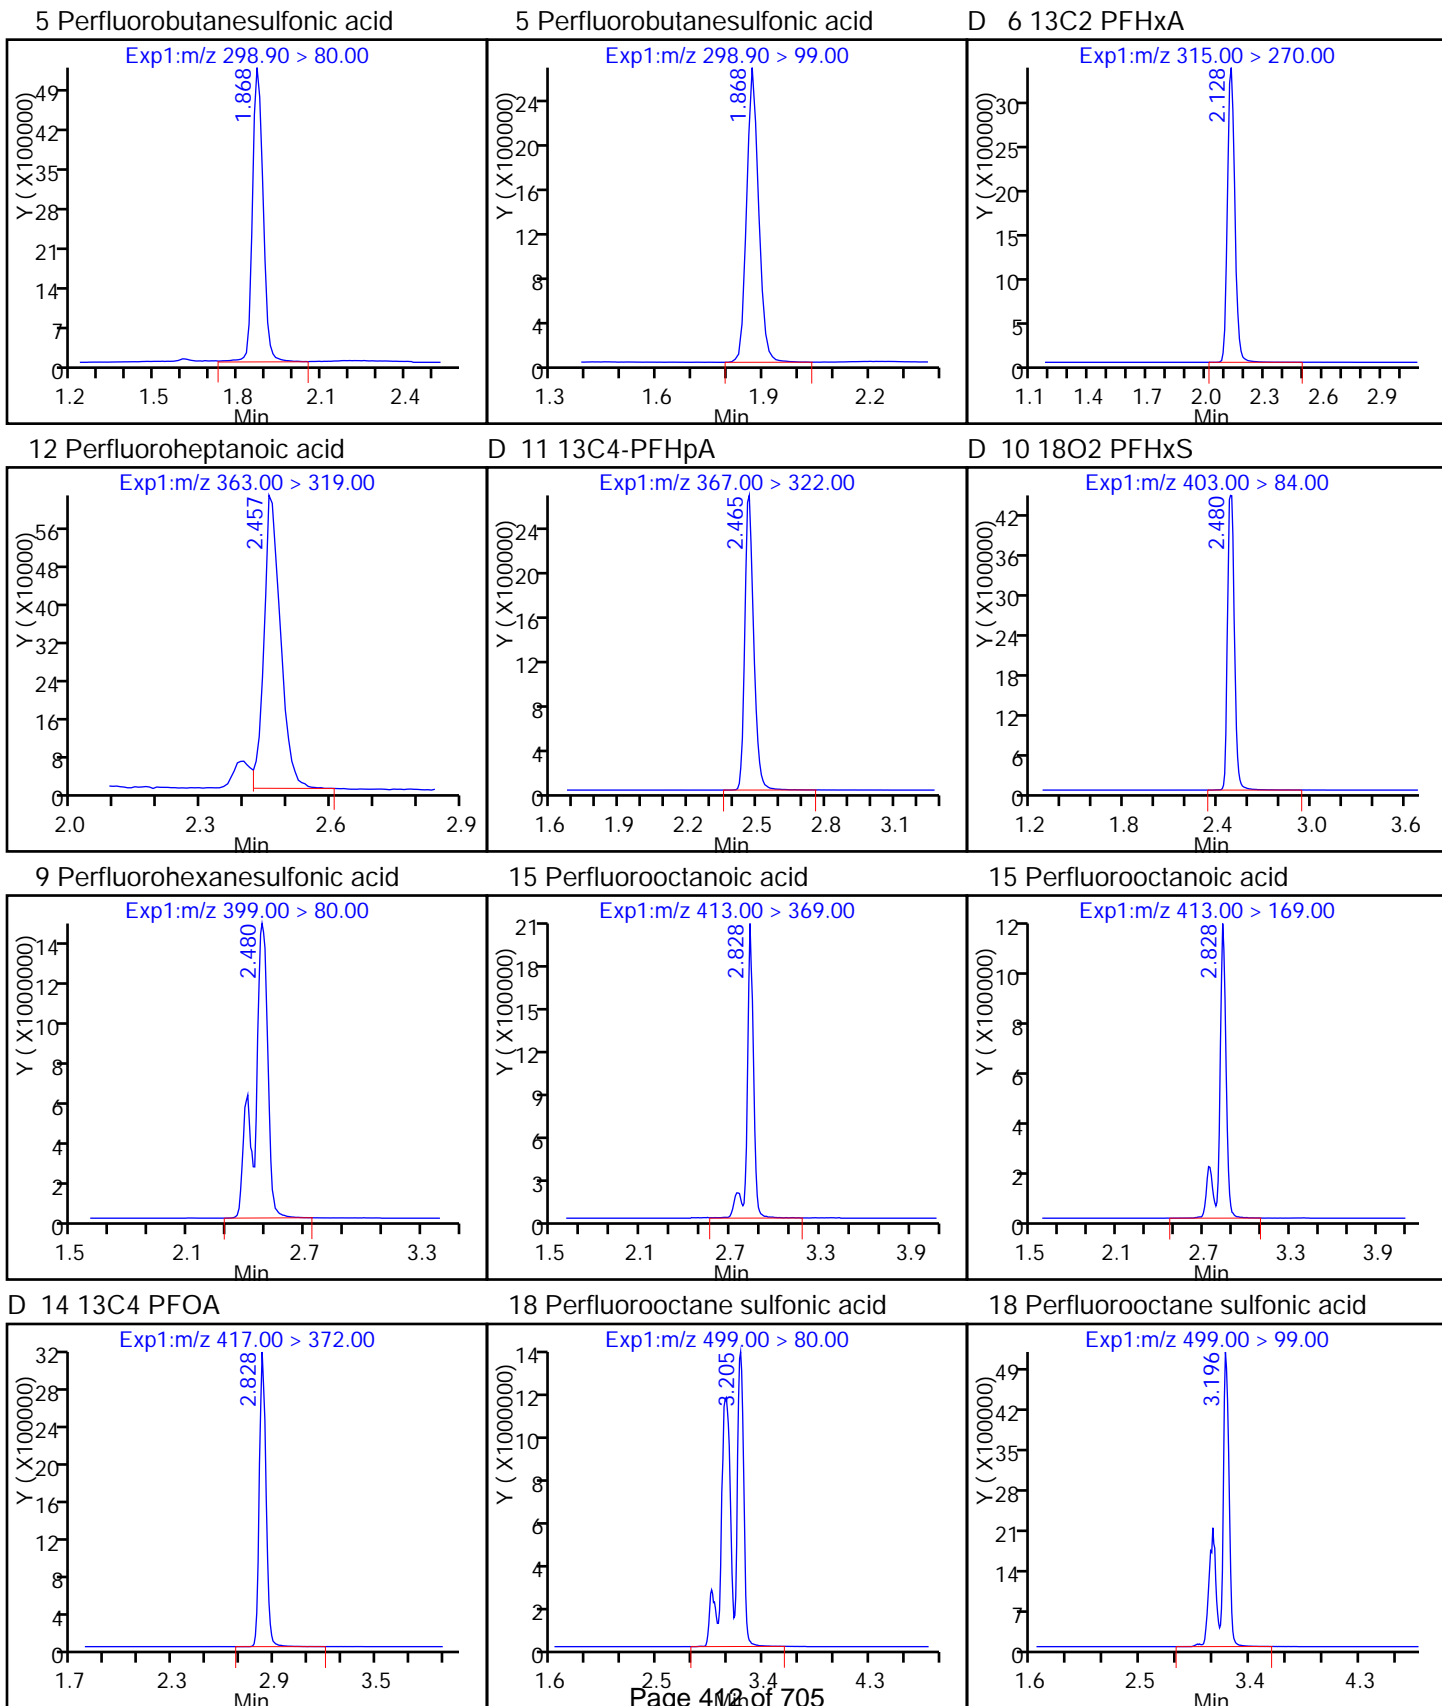 5 Perfluorobutanesulfonic acid
Exp1:m/z 298.90 > 80.00
1.868
Y ( X100000)
49
42
35
28
21
14
7
0
1.2 1.5 1.8 2.1 2.4
Min
5 Perfluorobutanesulfonic acid
Exp1:m/z 298.90 > 99.00
1.868
Y ( X100000)
24
20
16
12
8
4
0
1.3 1.6 1.9 2.2
Min
D 6 13C2 PFHxA
Exp1:m/z 315.00 > 270.00
2.128
Y ( X100000)
30
25
20
15
10
5
0
1.1 1.4 1.7 2.0 2.3 2.6 2.9
Min
12 Perfluoroheptanoic acid
Exp1:m/z 363.00 > 319.00
2.457
Y ( X10000)
56
48
40
32
24
16
8
0
2.0 2.3 2.6 2.9
Min
D 11 13C4-PFHpA
Exp1:m/z 367.00 > 322.00
2.465
Y ( X100000)
24
20
16
12
8
4
0
1.6 1.9 2.2 2.5 2.8 3.1
Min
D 10 18O2 PFHxS
Exp1:m/z 403.00 > 84.00
2.480
Y ( X100000)
42
36
30
24
18
12
6
0
1.2 1.8 2.4 3.0 3.6
Min
9 Perfluorohexanesulfonic acid
Exp1:m/z 399.00 > 80.00
2.480
Y ( X1000000)
14
12
10
8
6
4
2
0
1.5 2.1 2.7 3.3
Min
15 Perfluorooctanoic acid
Exp1:m/z 413.00 > 369.00
2.828
Y ( X100000)
21
18
15
12
9
6
3
0
1.5 2.1 2.7 3.3 3.9
Min
15 Perfluorooctanoic acid
Exp1:m/z 413.00 > 169.00
2.828
Y ( X100000)
12
10
8
6
4
2
0
1.5 2.1 2.7 3.3 3.9
Min
D 14 13C4 PFOA
Exp1:m/z 417.00 > 372.00
2.828
Y ( X100000)
32
28
24
20
16
12
8
4
0
1.7 2.3 2.9 3.5
Min
18 Perfluorooctane sulfonic acid
Exp1:m/z 499.00 > 80.00
3.205
Y ( X1000000)
14
12
10
8
6
4
2
0
1.6 2.5 3.4 4.3
Min
18 Perfluorooctane sulfonic acid
Exp1:m/z 499.00 > 99.00
3.196
Y ( X100000)
49
42
35
28
21
14
7
0
1.6 2.5 3.4 4.3
Min
Page 412 of 705